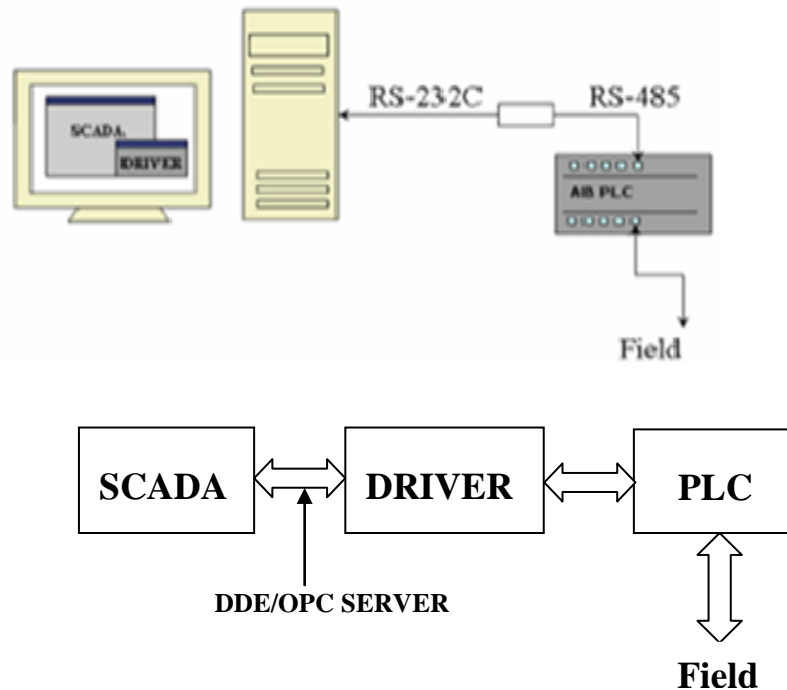 RS-232C RS-485
SCADA
DRIVER
AB PLC
Field
SCADA DRIVER PLC
DDE/OPC SERVER
Field